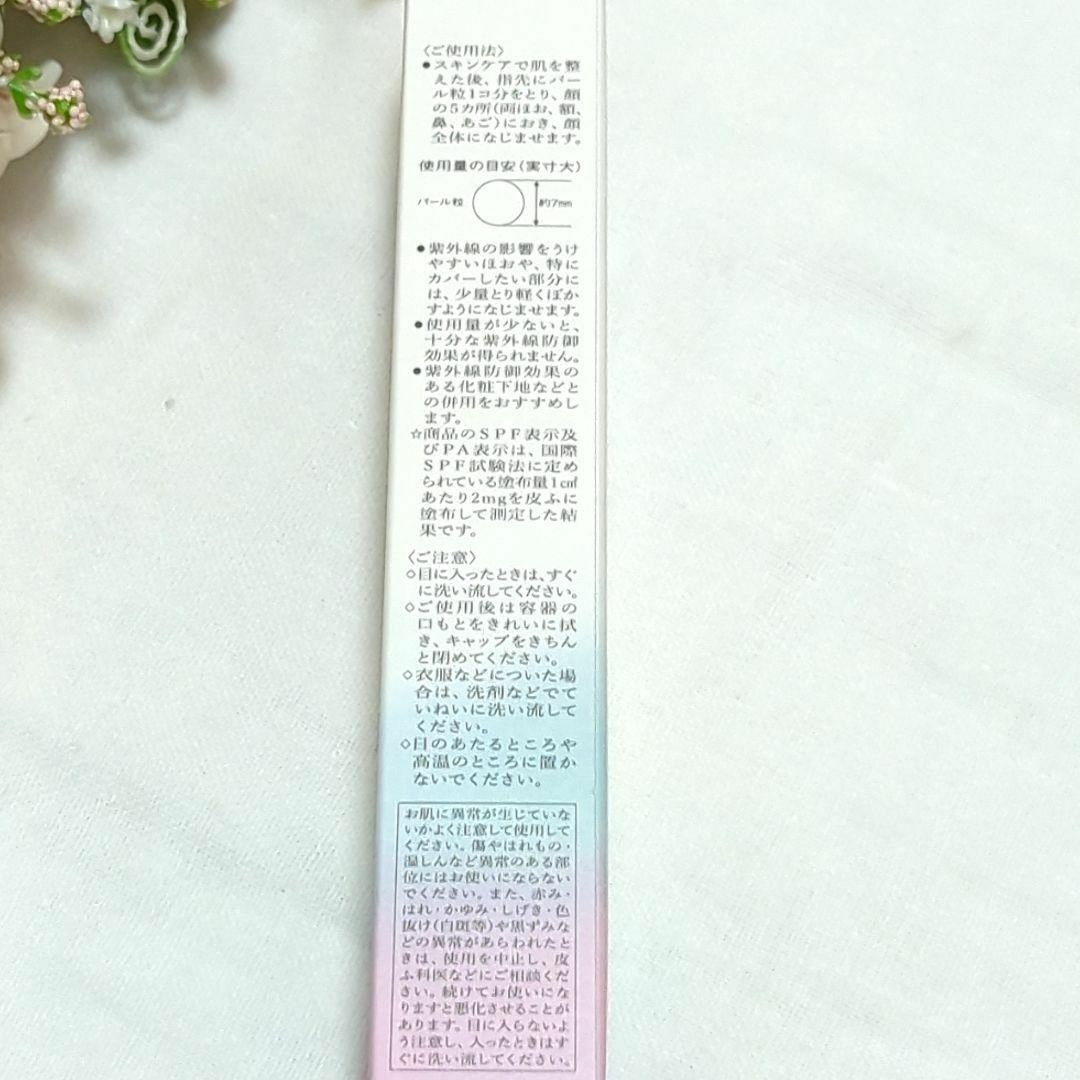 〈ご使用法〉
●スキンケアで肌を整
えた後、指先にパー
ル粒1コ分をとり、顔
の5カ所(両ほお、額、
鼻、あご)におき、顔
全体になじませます。
使用量の目安(実寸大)
パール粒 約7mm
●紫外線の影響をうけ
やすいほおや、特に
カバーしたい部分に
は、少量とり軽くぼか
すようになじませます。
●使用量が少ないと、
十分な紫外線防御
効果が得られません。
●紫外線防御効果の
ある化粧下地などと
の併用をおすすめし
ます。
☆商品のSPF表示及
びPA表示は、国際
SPF試験法に定め
られている塗布量1c㎡
あたり2mgを皮ふに
塗布して測定した結
果です。
〈ご注意〉
◇目に入ったときは、すぐ
に洗い流してください。
◇ご使用後は容器の
口もとをきれいに拭
き、キャップをきちん
と閉めてください。
◇衣服などについた場
合は、洗剤などでて
いねいに洗い流して
ください。
◇日のあたるところや
高温のところに置か
ないでください。
お肌に異常が生じていな
いかよく注意して使用して
ください。傷やはれもの・
湿しんなど異常のある部
位にはお使いにならない
でください。また、赤み・
はれ・かゆみ・しげき・色
抜け(白斑等)や黒ずみな
どの異常があらわれたと
きは、使用を中止し、皮
ふ科医などにご相談くだ
さい。続けてお使いにな
りますと悪化させることが
あります。目に入らないよ
う注意し、入ったときはす
ぐに洗い流してください。